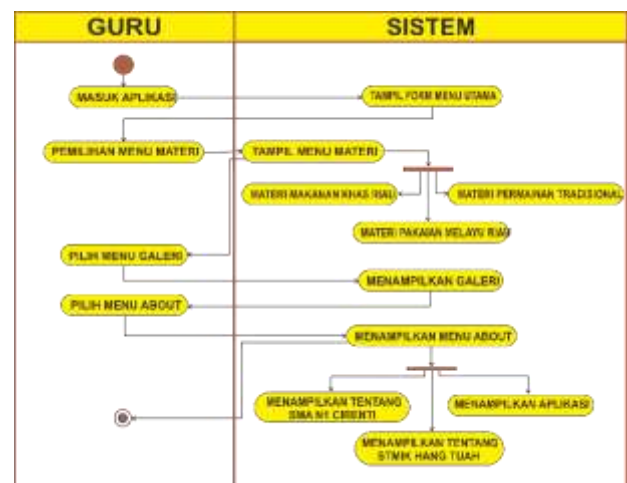 GURU
SISTEM
MASUK APLIKASI
TAMPIL FORM MENU UTAMA
PEMILIHAN MENU MATERI
TAMPIL MENU MATERI
MATERI MAKANAN KHAS RIAU
MATERI PERMAINAN TRADISIONAL
MATERI PAKAIAN MELAYU RIAU
PILIH MENU GALERI
MENAMPILKAN GALERI
PILIH MENU ABOUT
MENAMPILKAN MENU ABOUT
MENAMPILKAN TENTANG
SMA N1
MENAMPILKAN APLIKASI
MENAMPILKAN TENTANG
STMIK HANG TUAH